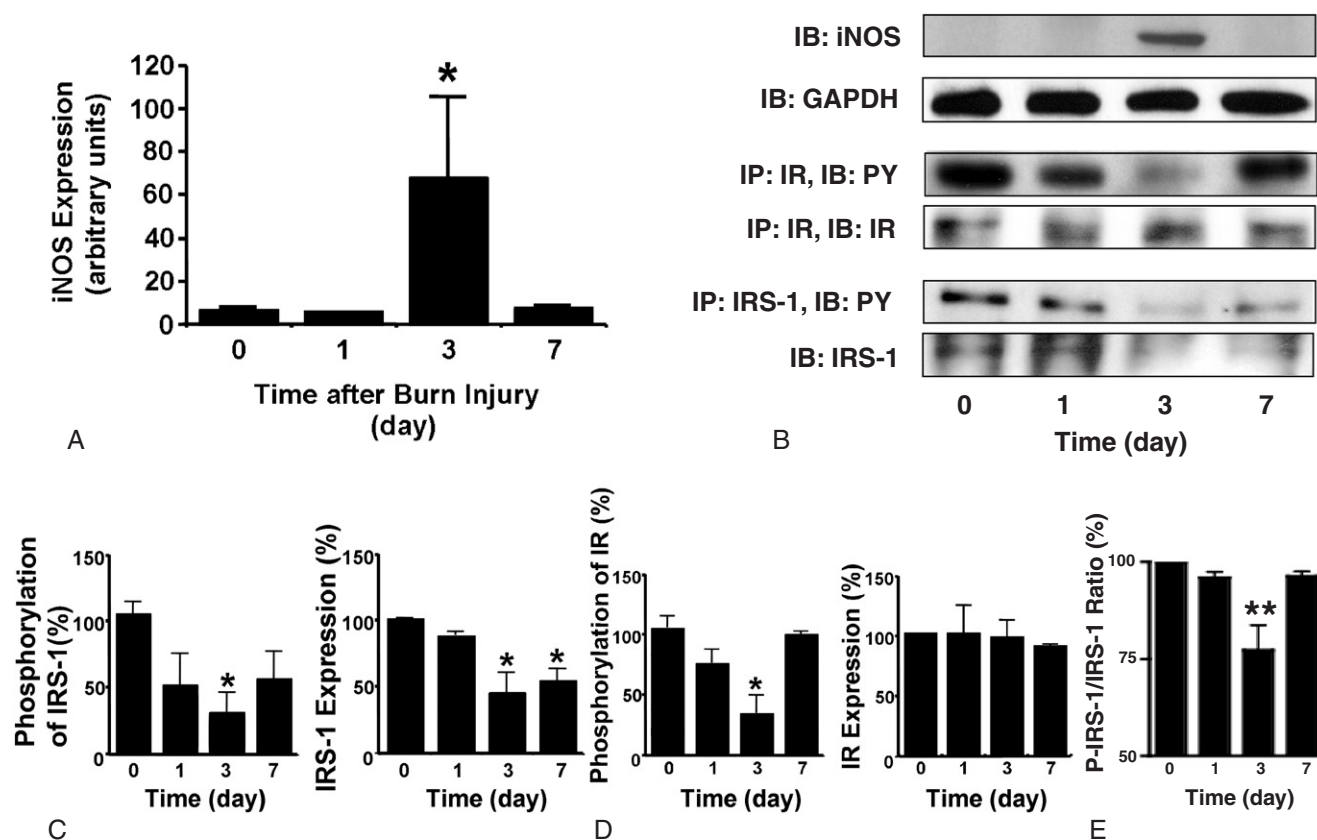 120
100
80
60
40
20
0
iNOS Expression
(arbitrary units)
*
0 1 3 7
Time after Burn Injury
(day)
A
IB: iNOS
IB: GAPDH
IP: IR, IB: PY
IP: IR, IB: IR
IP: IRS-1, IB: PY
IB: IRS-1
0 1 3 7
Time (day)
B
Phosphorylation
of IRS-1(%)
150
100
50
0
*
0 1 3 7
Time (day)
C
IRS-1 Expression (%)
150
100
50
0
* *
0 1 3 7
Time (day)
Phosphorylation of IR (%)
150
100
50
0
*
0 1 3 7
Time (day)
D
IR Expression (%)
150
100
50
0
0 1 3 7
Time (day)
P-IRS-1/IRS-1 Ratio (%)
100
75
50
**
0 1 3 7
Time (day)
E